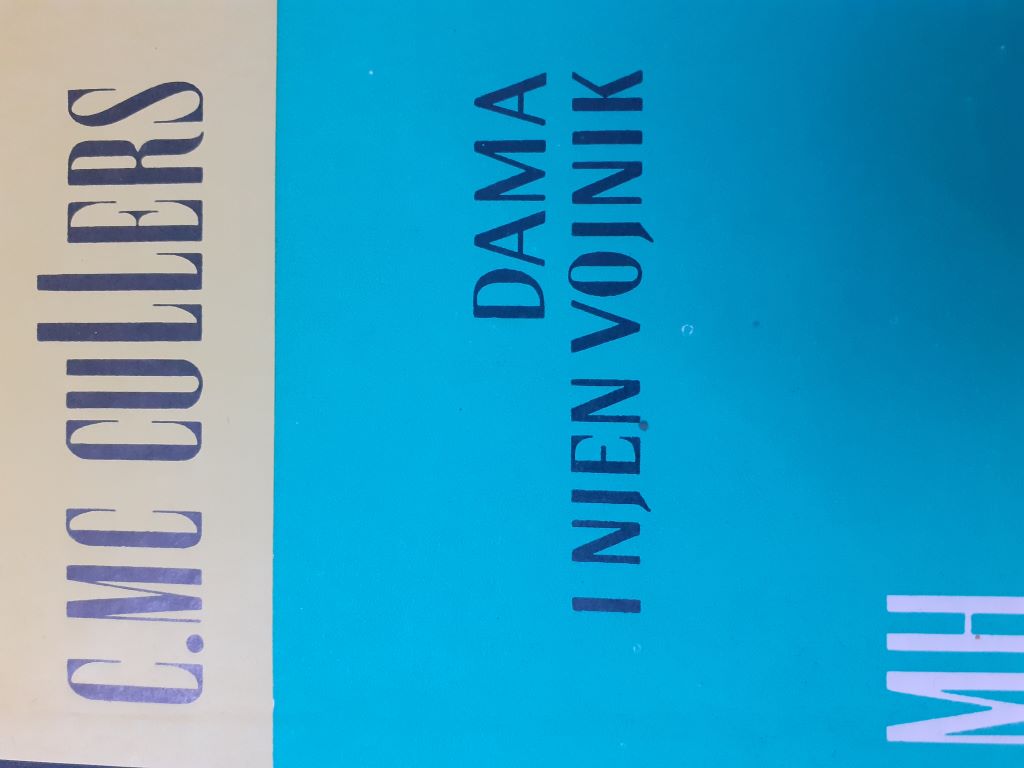 C. MC CULLERS
DAMA
I NJEN VOJNIK
MH